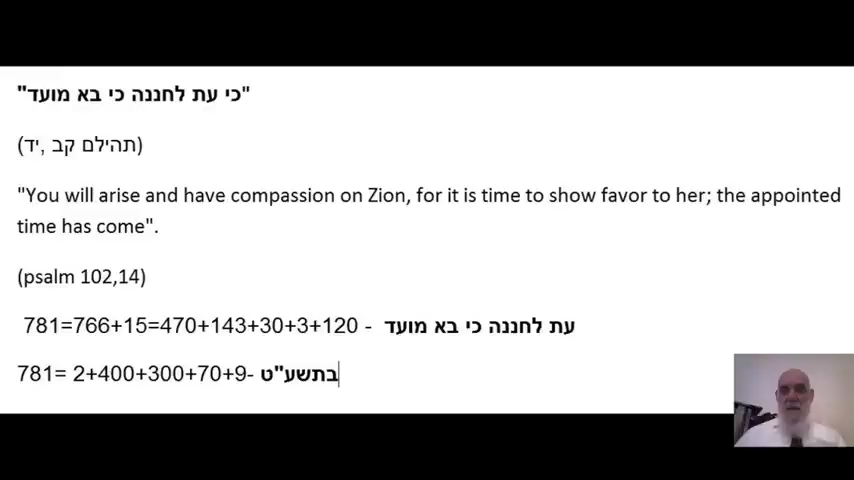 "כי עת לחננה כי בא מועד"
(תהילם קב ,יד)
"You will arise and have compassion on Zion, for it is time to show favor to her; the appointed
time has come".
(psalm 102,14)
781=766+15=470+143+30+3+120 - עת לחננה כי בא מועד
781= 2+400+300+70+9- בתשע"ט